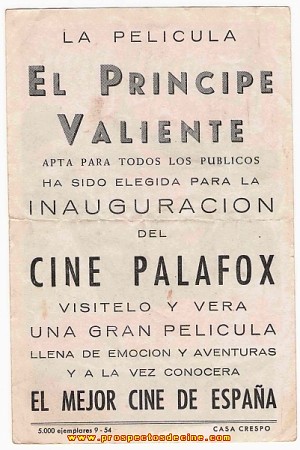 LA PELICULA
EL PRINCIPE
VALIENTE
APTA PARA TODOS LOS PUBLICOS
HA SIDO ELEGIDA PARA LA
INAUGURACION
DEL
CINE PALAFOX
VISITELO Y VERA
UNA GRAN PELICULA
LLENA DE EMOCION Y AVENTURAS
Y A LA VEZ CONOCERA
EL MEJOR CINE DE ESPAÑA
5.000 ejemplares 9 - 54 CASA CRESPO
www.prospectosdecine.com